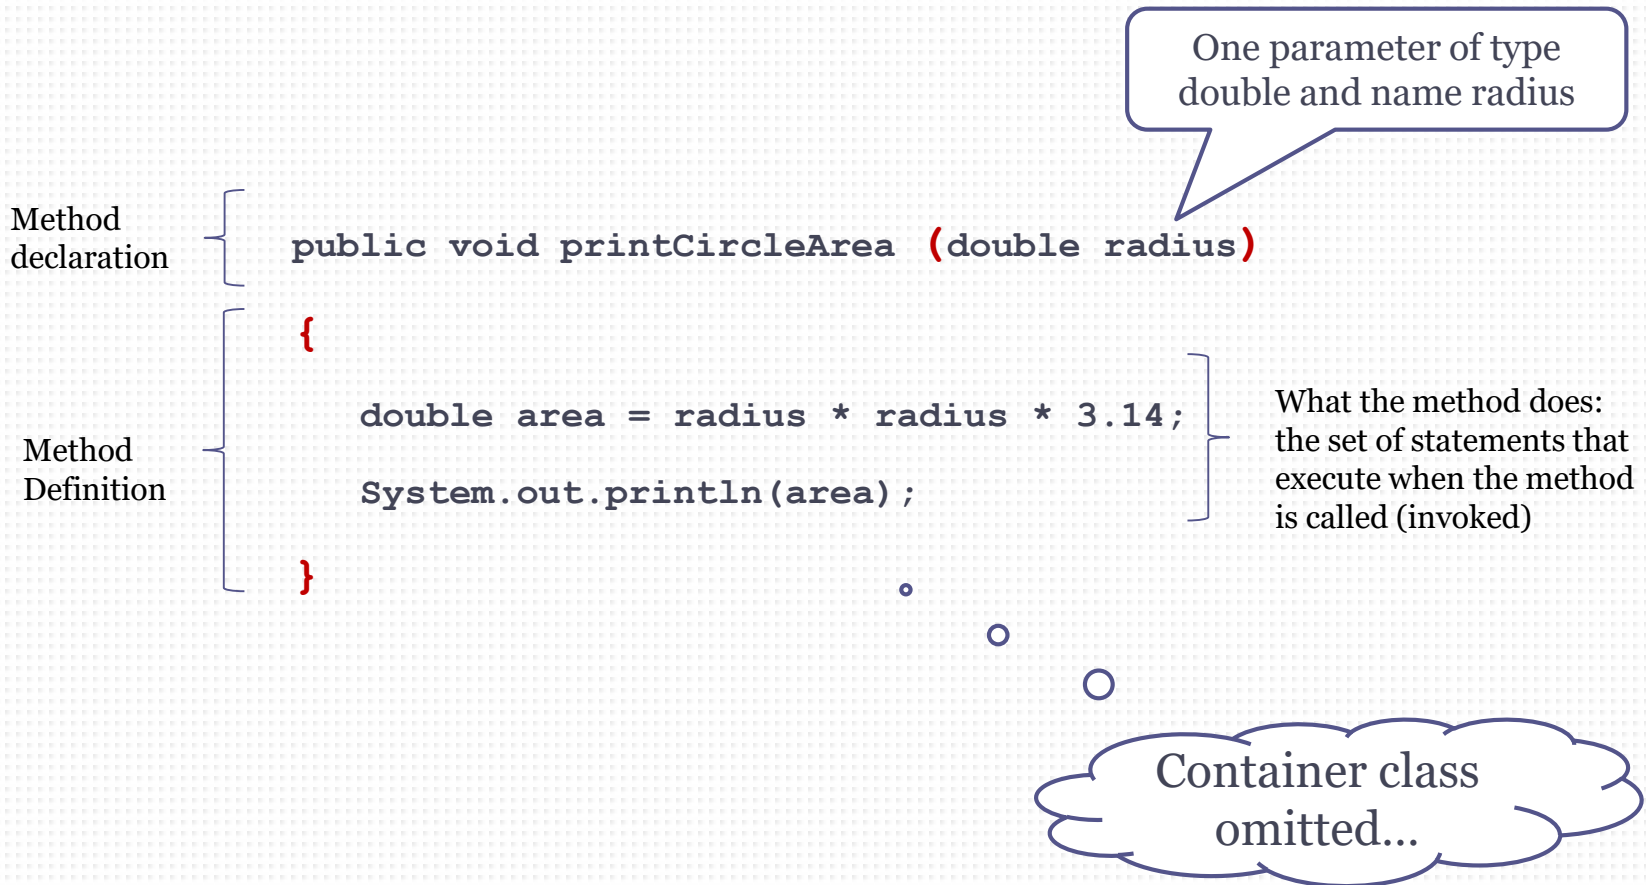 One parameter of type
double and name radius
Method
declaration
public void printCircleArea (double radius)
{
double area = radius * radius * 3.14;
System.out.println(area);
}
Method
Definition
What the method does:
the set of statements that
execute when the method
is called (invoked)
Container class
omitted...